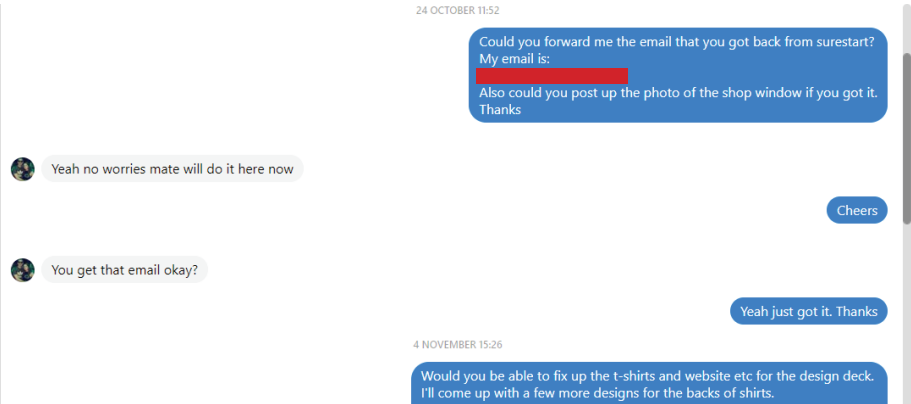 24 OCTOBER 11:52
Could you forward me the email that you got back from surestart?
My email is:
Also could you post up the photo of the shop window if you got it.
Thanks
Yeah no worries mate will do it here now
Cheers
You get that email okay?
Yeah just got it. Thanks
4 NOVEMBER 15:26
Would you be able to fix up the t-shirts and website etc for the design deck.
I'll come up with a few more designs for the backs of shirts.